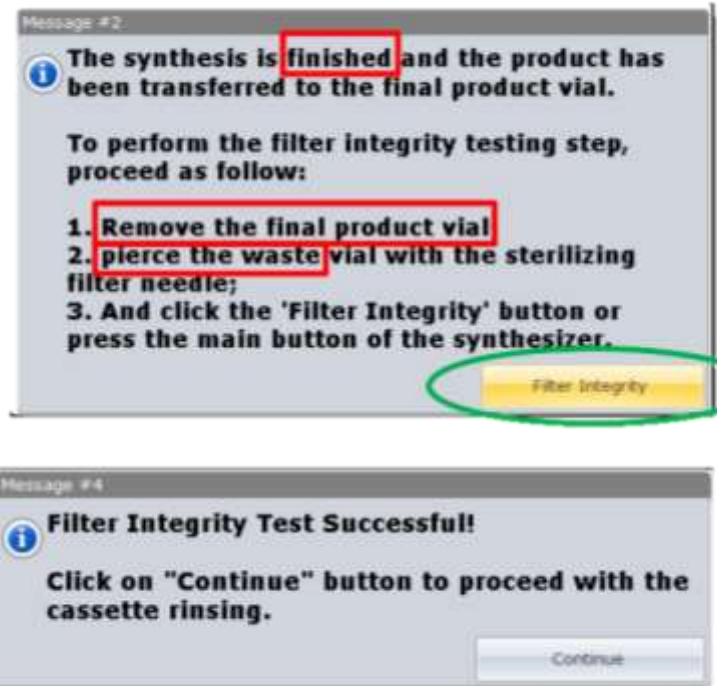 Message #2
The synthesis is finished and the product has
been transferred to the final product vial.
To perform the filter integrity testing step,
proceed as follow:
1. Remove the final product vial
2. pierce the waste vial with the sterilizing
filter needle;
3. And click the 'Filter Integrity' button or
press the main button of the synthesizer.
Filter Integrity
Message #4
Filter Integrity Test Successful!
Click on "Continue" button to proceed with the
cassette rinsing.
Continue